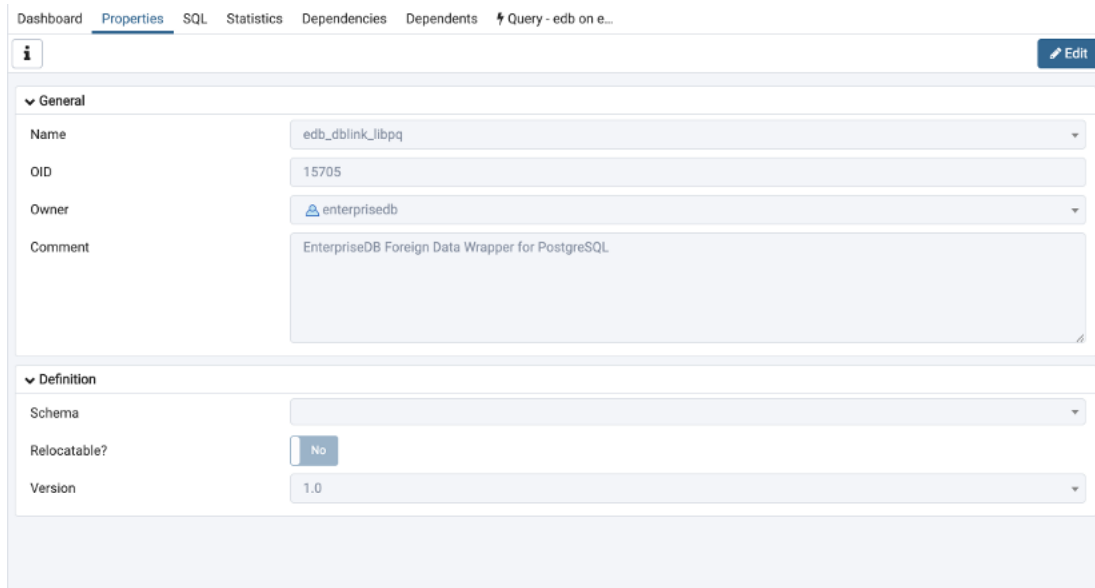 Dashboard Properties SQL Statistics Dependencies Dependents Query - edb on e...
i Edit
General
Name edb_dblink_libpq
OID 15705
Owner enterprisedb
Comment EnterpriseDB Foreign Data Wrapper for PostgreSQL
Definition
Schema
Relocatable? No
Version 1.0